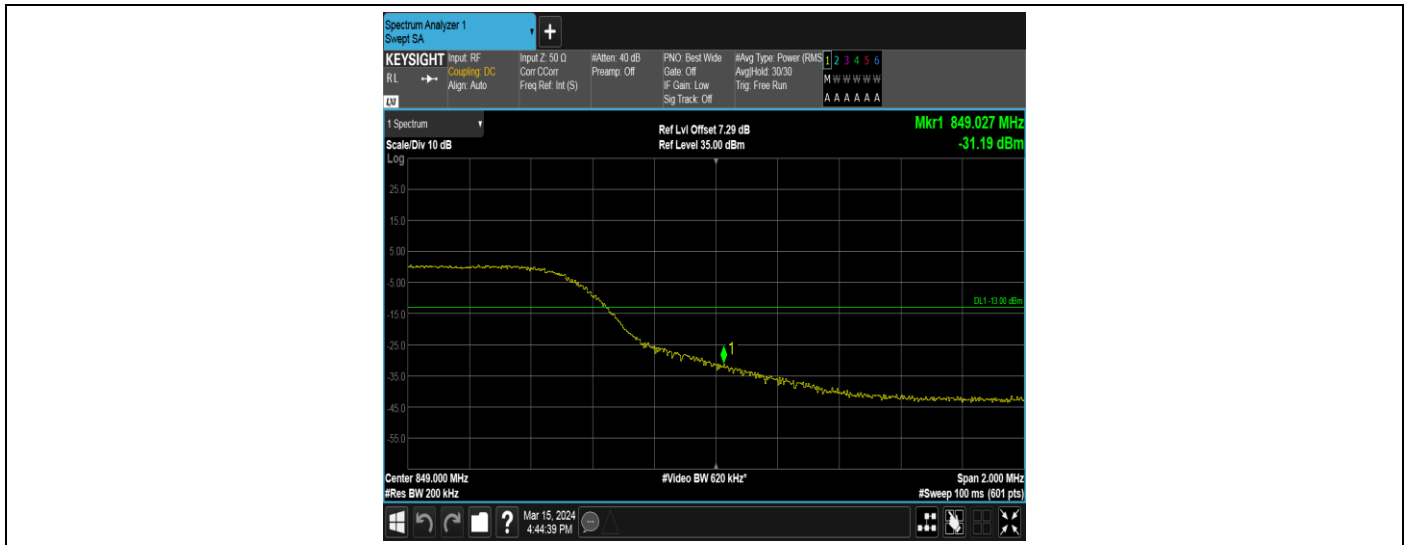 Spectrum Analyzer 1
Swept SA
+
KEYSIGHT
RL
Input: RF
Coupling: DC
Align: Auto
Input Z: 50 Ω
Corr CCorr
Freq Ref: Int (S)
#Atten: 40 dB
Preamp: Off
PNO: Best Wide
Gate: Off
IF Gain: Low
Sig Track: Off
#Avg Type: Power (RMS
Avg|Hold: 30/30
Trig: Free Run
1 2 3 4 5 6
M W W W W W
A A A A A A
LXI
1 Spectrum
Scale/Div 10 dB
Ref Lvl Offset 7.29 dB
Ref Level 35.00 dBm
Mkr1 849.027 MHz
-31.19 dBm
Log
25.0
15.0
5.00
-5.00
DL1 -13.00 dBm
-15.0
-25.0
1
-35.0
-45.0
-55.0
Center 849.000 MHz
#Video BW 620 kHz*
Span 2.000 MHz
#Res BW 200 kHz
#Sweep 100 ms (601 pts)
?
Mar 15, 2024
4:44:39 PM